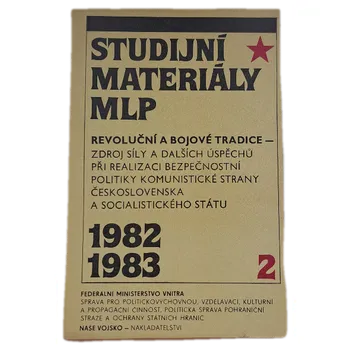 STUDIJNÍ
MATERIÁLY
MLP
REVOLUČNÍ A BOJOVÉ TRADICE —
ZDROJ SÍLY A DALŠÍCH ÚSPĚCHŮ
PŘI REALIZACI BEZPEČNOSTNÍ
POLITIKY KOMUNISTICKÉ STRANY
ČESKOSLOVENSKA
A SOCIALISTICKÉHO STÁTU
1982
1983 2
FEDERÁLNÍ MINISTERSTVO VNITRA
SPRÁVA PRO POLITICKOVÝCHOVNOU, VZDĚLÁVACÍ, KULTURNÍ
A PROPAGAČNÍ ČINNOST, POLITICKÁ SPRÁVA POHRANIČNÍ
STRÁŽE A OCHRANY STÁTNÍCH HRANIC
NAŠE VOJSKO — NAKLADATELSTVÍ